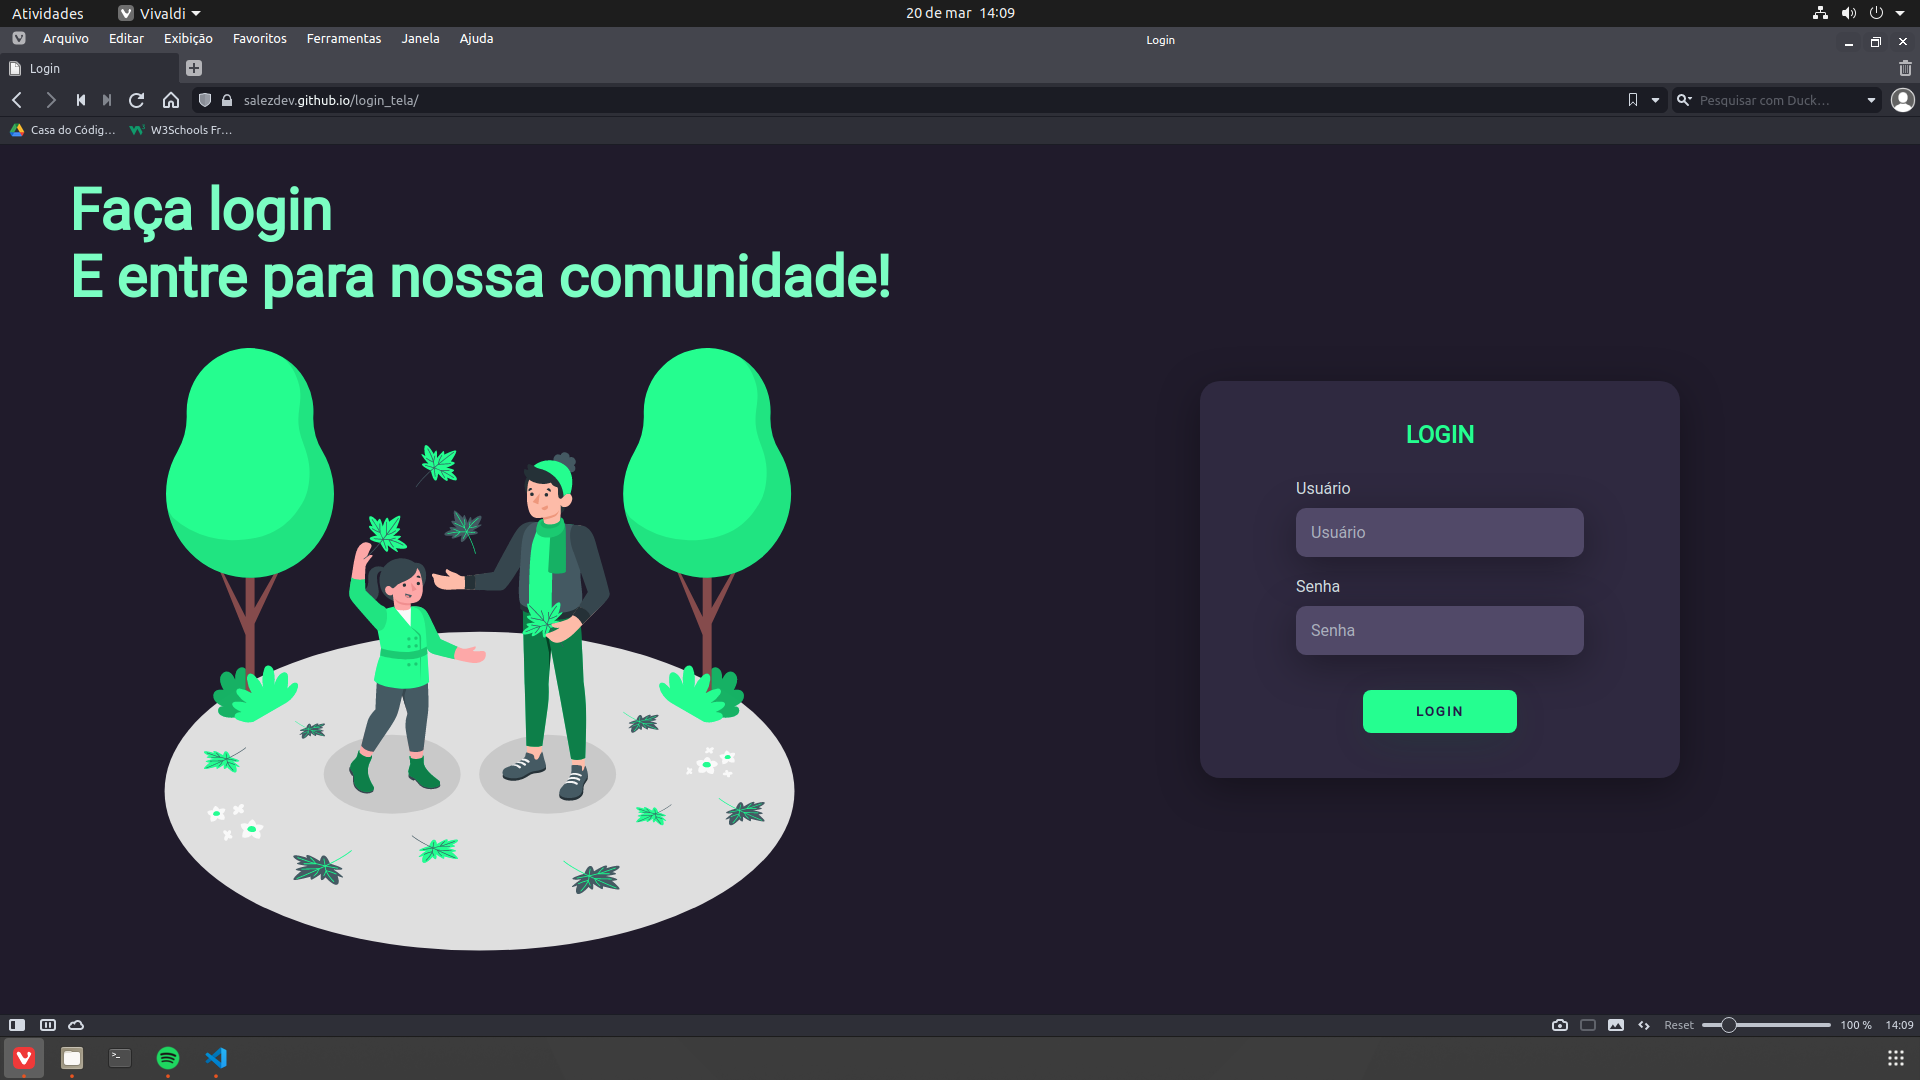 Atividades
Vivaldi
20 de mar 14:09
Arquivo Editar Exibição Favoritos Ferramentas Janela Ajuda
Login
Login
salezdev.github.io/login_tela/
Pesquisar com Duck...
Casa do Códig...
W3Schools Fr...
Faça login
E entre para nossa comunidade!
LOGIN
Usuário
Usuário
Senha
Senha
LOGIN
Reset
100 %
14:09